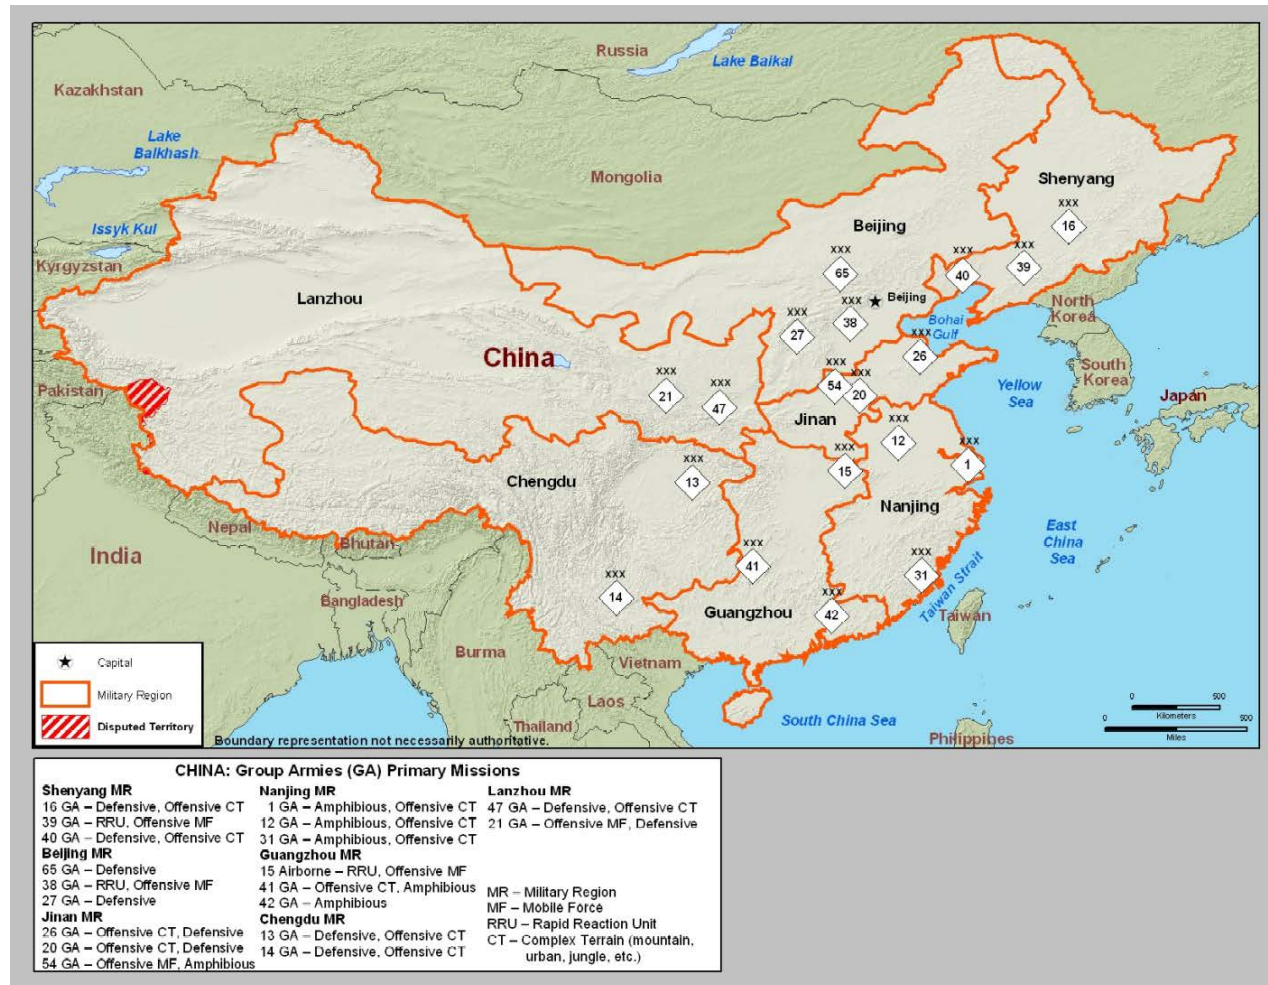 Russia
Lake Baikal
Kazakhstan
Lake
Balkhash
Mongolia
Shenyang
XXX
16
Issyk Kul
Beijing
Kyrgyzstan
XXX
65
XXX
40
XXX
39
Lanzhou
Beijing
XXX
38
XXX
27
North
Korea
Bohai
Gulf
XXX
26
China
South
Korea
Pakistan
XXX
21
XXX
47
XXX
54
XXX
20
Yellow
Sea
Japan
Jinan
XXX
12
XXX
1
XXX
15
Chengdu
XXX
13
Nanjing
Nepal
Bhutan
India
East
China
Sea
XXX
41
XXX
31
Taiwan Strait
XXX
14
Bangladesh
Guangzhou
XXX
42
Taiwan
Burma
Vietnam
Laos
Thailand
South China Sea
Philippines
Capital
Military Region
Disputed Territory
Boundary representation not necessarily authoritative.
0 500
Kilometers
0 500
Miles
CHINA: Group Armies (GA) Primary Missions
Shenyang MR
16 GA – Defensive, Offensive CT
39 GA – RRU, Offensive MF
40 GA – Defensive, Offensive CT
Beijing MR
65 GA – Defensive
38 GA – RRU, Offensive MF
27 GA – Defensive
Jinan MR
26 GA – Offensive CT, Defensive
20 GA – Offensive CT, Defensive
54 GA – Offensive MF, Amphibious
Nanjing MR
1 GA – Amphibious, Offensive CT
12 GA – Amphibious, Offensive CT
31 GA – Amphibious, Offensive CT
Guangzhou MR
15 Airborne – RRU, Offensive MF
41 GA – Offensive CT, Amphibious
42 GA – Amphibious
Chengdu MR
13 GA – Defensive, Offensive CT
14 GA – Defensive, Offensive CT
Lanzhou MR
47 GA – Defensive, Offensive CT
21 GA – Offensive MF, Defensive
MR – Military Region
MF – Mobile Force
RRU – Rapid Reaction Unit
CT – Complex Terrain (mountain,
urban, jungle, etc.)